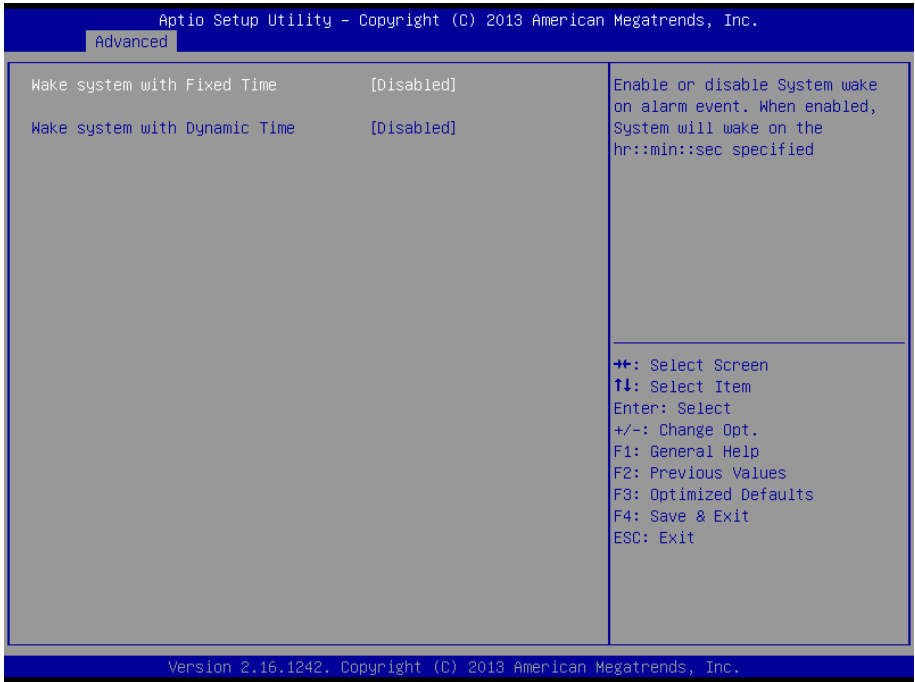 Aptio Setup Utility – Copyright (C) 2013 American Megatrends, Inc.
Advanced
Wake system with Fixed Time [Disabled]
Wake system with Dynamic Time [Disabled]
Enable or disable System wake
on alarm event. When enabled,
System will wake on the
hr::min::sec specified
→←: Select Screen
↑↓: Select Item
Enter: Select
+/-: Change Opt.
F1: General Help
F2: Previous Values
F3: Optimized Defaults
F4: Save & Exit
ESC: Exit
Version 2.16.1242. Copyright (C) 2013 American Megatrends, Inc.